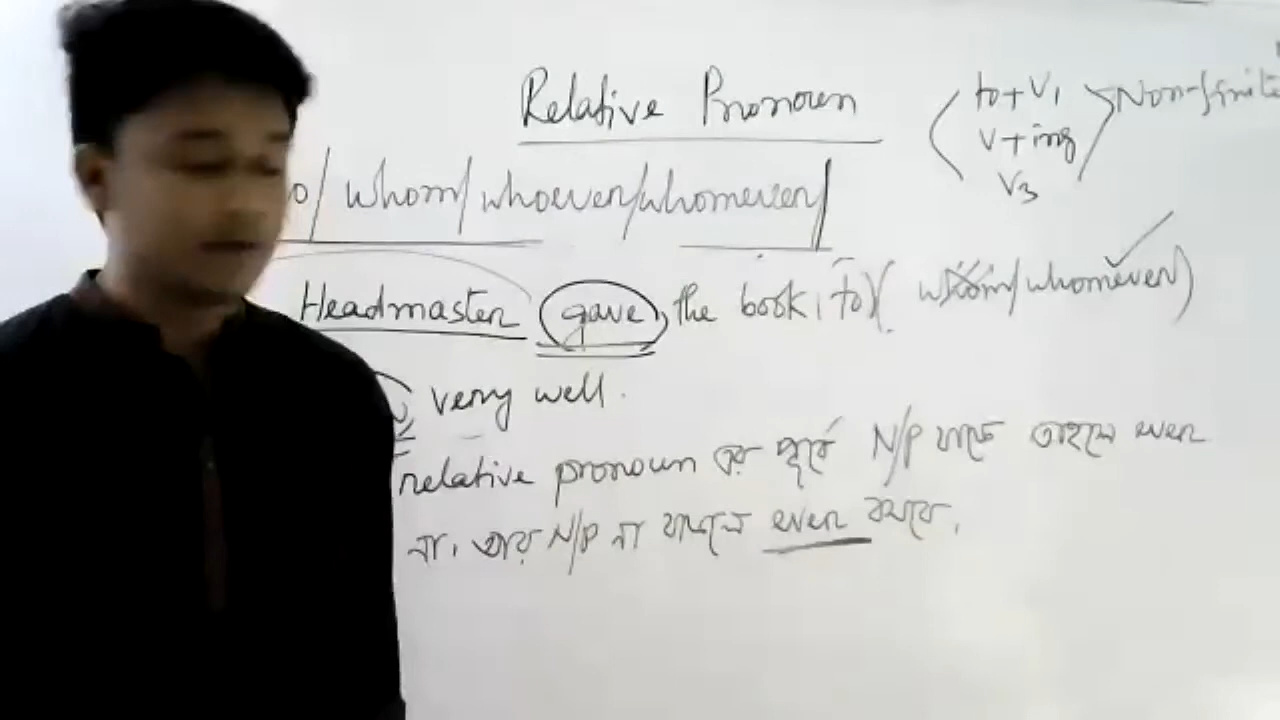 Relative Pronoun
to+V1
V+ing
V3
Non-finite
o/ whom/ whoever/whomever/
Headmaster gave the book to ( whom/whomever)
very well.
relative pronoun এর পূর্বে N/P থাকে তাহলে ever
না, আর N/P না থাকলে ever বসবে.